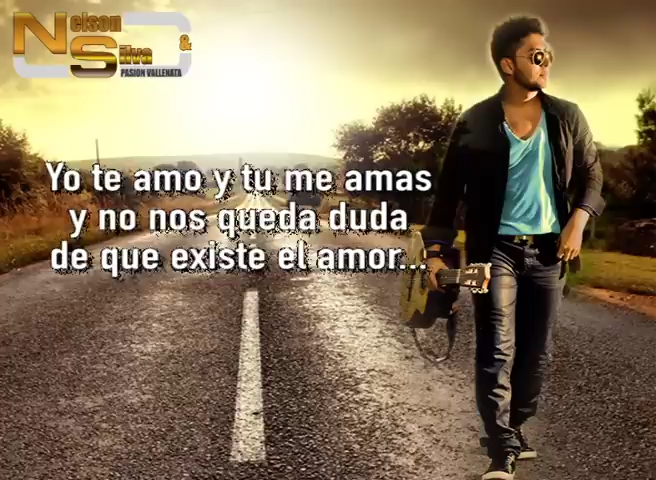 Nelson
& Silva
PASION VALLENATA
Yo te amo y tu me amas
y no nos queda duda
de que existe el amor...